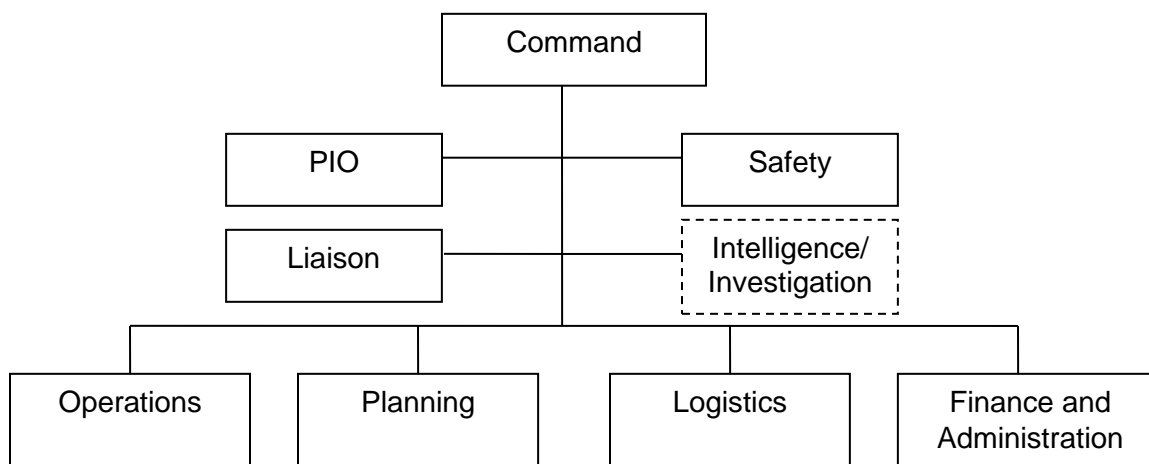 Command
PIO
Safety
Liaison
Intelligence/
Investigation
Operations
Planning
Logistics
Finance and
Administration